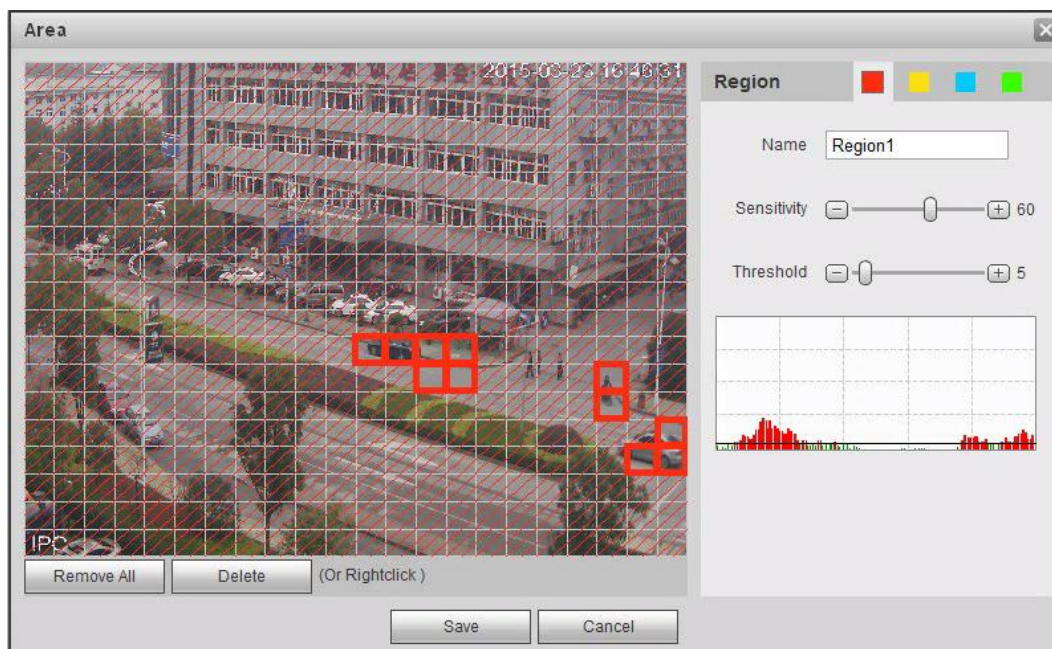 Area
2015-03-23 16:46:31
Region
Name
Region1
Sensitivity
60
Threshold
5
IPC
Remove All
Delete
(Or Rightclick )
Save
Cancel